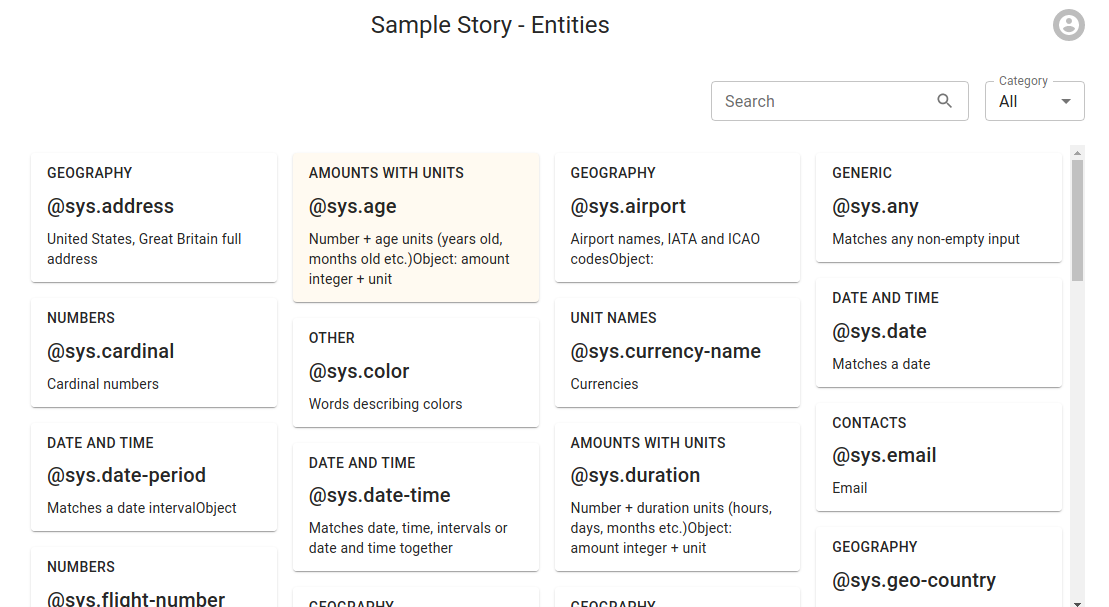 Sample Story - Entities
Search
Category
All
GEOGRAPHY
@sys.address
United States, Great Britain full
address
NUMBERS
@sys.cardinal
Cardinal numbers
DATE AND TIME
@sys.date-period
Matches a date intervalObject
NUMBERS
@sys.flight-number
AMOUNTS WITH UNITS
@sys.age
Number + age units (years old,
months old etc.)Object: amount
integer + unit
OTHER
@sys.color
Words describing colors
DATE AND TIME
@sys.date-time
Matches date, time, intervals or
date and time together
GEOGRAPHY
GEOGRAPHY
@sys.airport
Airport names, IATA and ICAO
codesObject:
UNIT NAMES
@sys.currency-name
Currencies
AMOUNTS WITH UNITS
@sys.duration
Number + duration units (hours,
days, months etc.)Object:
amount integer + unit
GEOGRAPHY
GENERIC
@sys.any
Matches any non-empty input
DATE AND TIME
@sys.date
Matches a date
CONTACTS
@sys.email
Email
GEOGRAPHY
@sys.geo-country